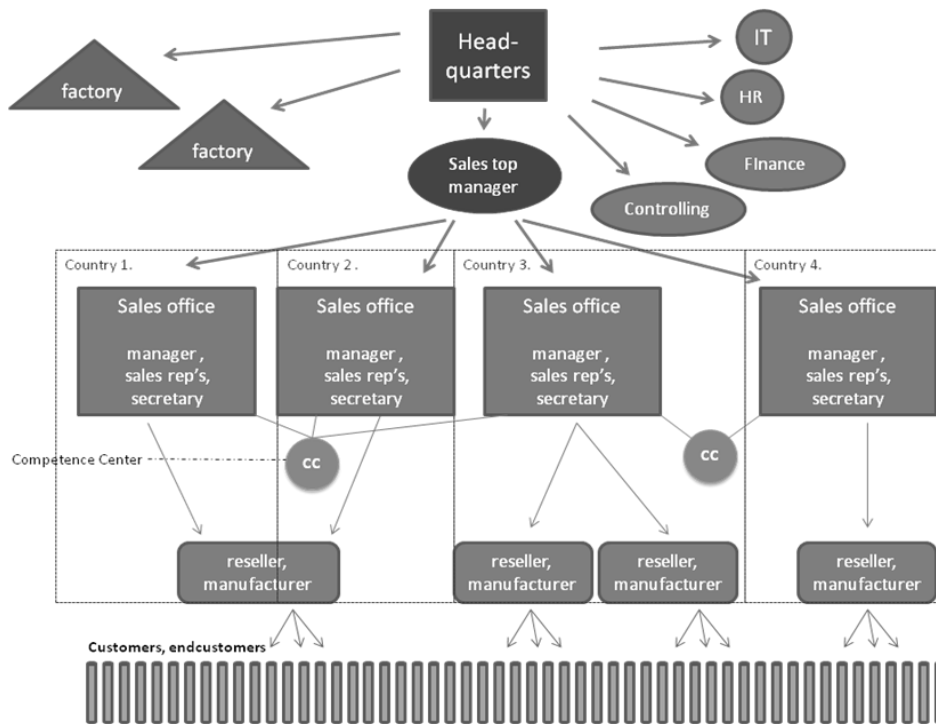 Head-
quarters
IT
HR
FInance
Controlling
factory
factory
Sales top
manager
Country 1.
Country 2 .
Country 3.
Country 4.
Sales office
manager ,
sales rep's,
secretary
Sales office
manager ,
sales rep's,
secretary
Sales office
manager ,
sales rep's,
secretary
Sales office
manager ,
sales rep's,
secretary
Competence Center
CC
CC
reseller,
manufacturer
reseller,
manufacturer
reseller,
manufacturer
reseller,
manufacturer
Customers, endcustomers